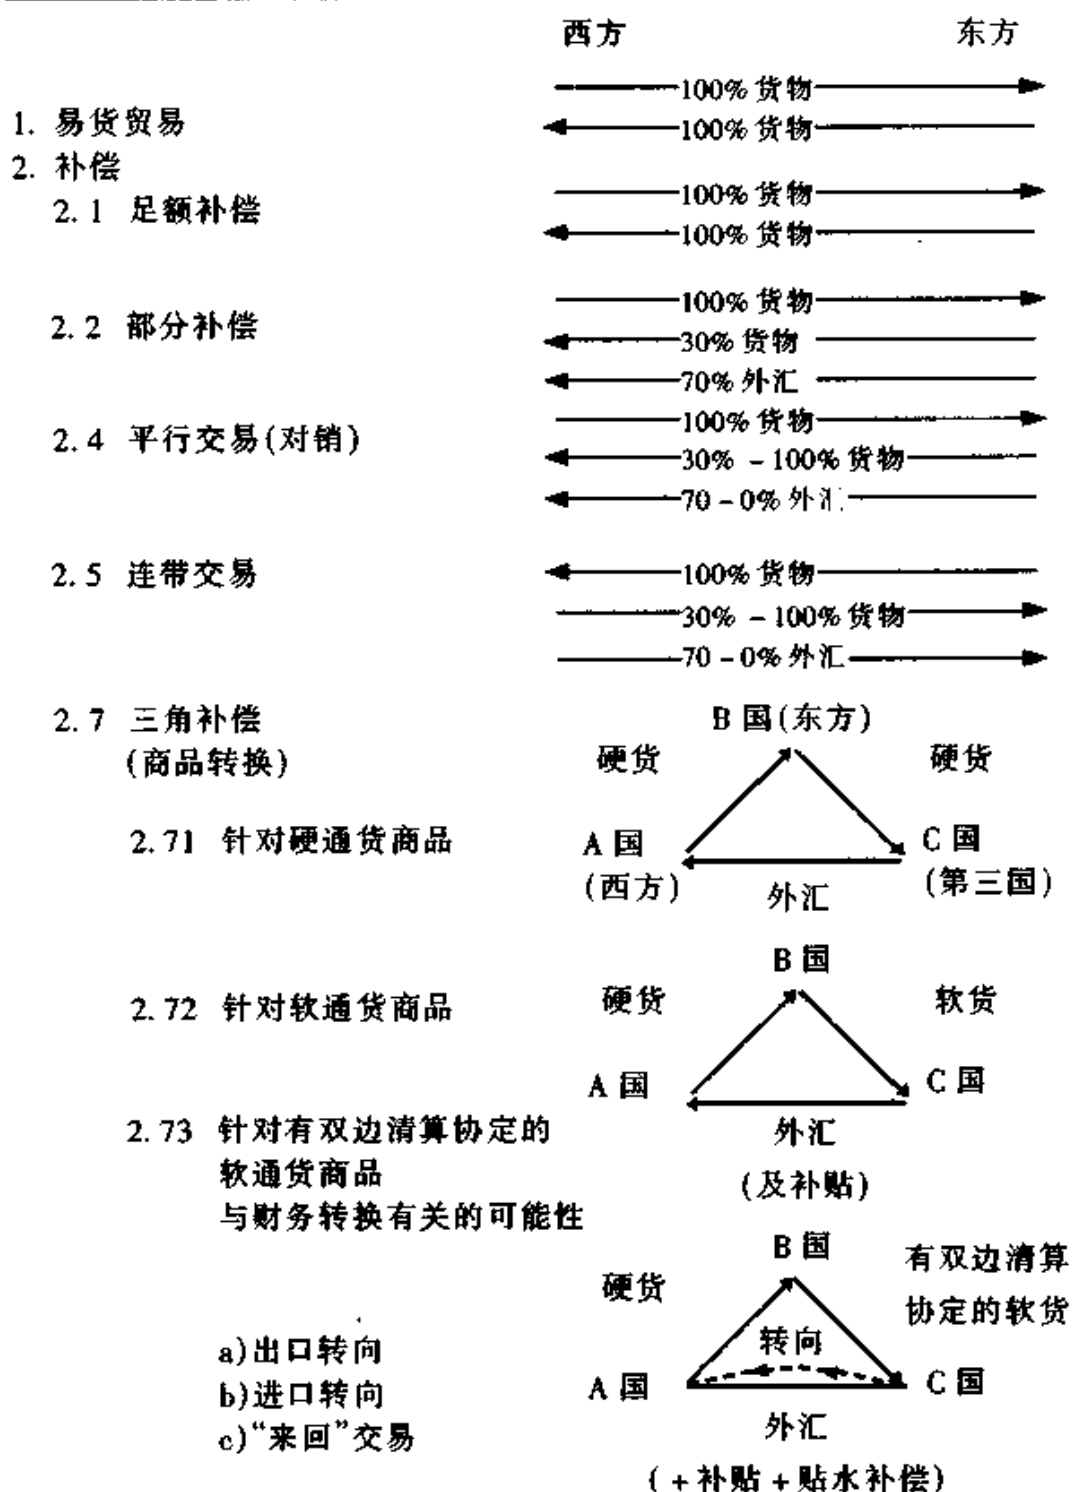 西方 东方
100% 货物
1. 易货贸易 100% 货物
2. 补偿
100% 货物
2.1 足额补偿
100% 货物
100% 货物
2.2 部分补偿 30% 货物
70% 外汇
100% 货物
2.4 平行交易(对销)
30% - 100% 货物
70 - 0% 外汇
2.5 连带交易 100% 货物
30% - 100% 货物
70 - 0% 外汇
2.7 三角补偿 B 国(东方)
(商品转换) 硬货 硬货
2.71 针对硬通货商品 A 国 C 国
(西方) 外汇 (第三国)
B 国
2.72 针对软通货商品 硬货 软货
A 国 C 国
2.73 针对有双边清算协定的 外汇
软通货商品 (及补贴)
与财务转换有关的可能性
B 国 有双边清算
硬货 协定的软货
a)出口转向 转向
b)进口转向 A 国 C 国
c)“来回”交易 外汇
( + 补贴 + 贴水补偿)